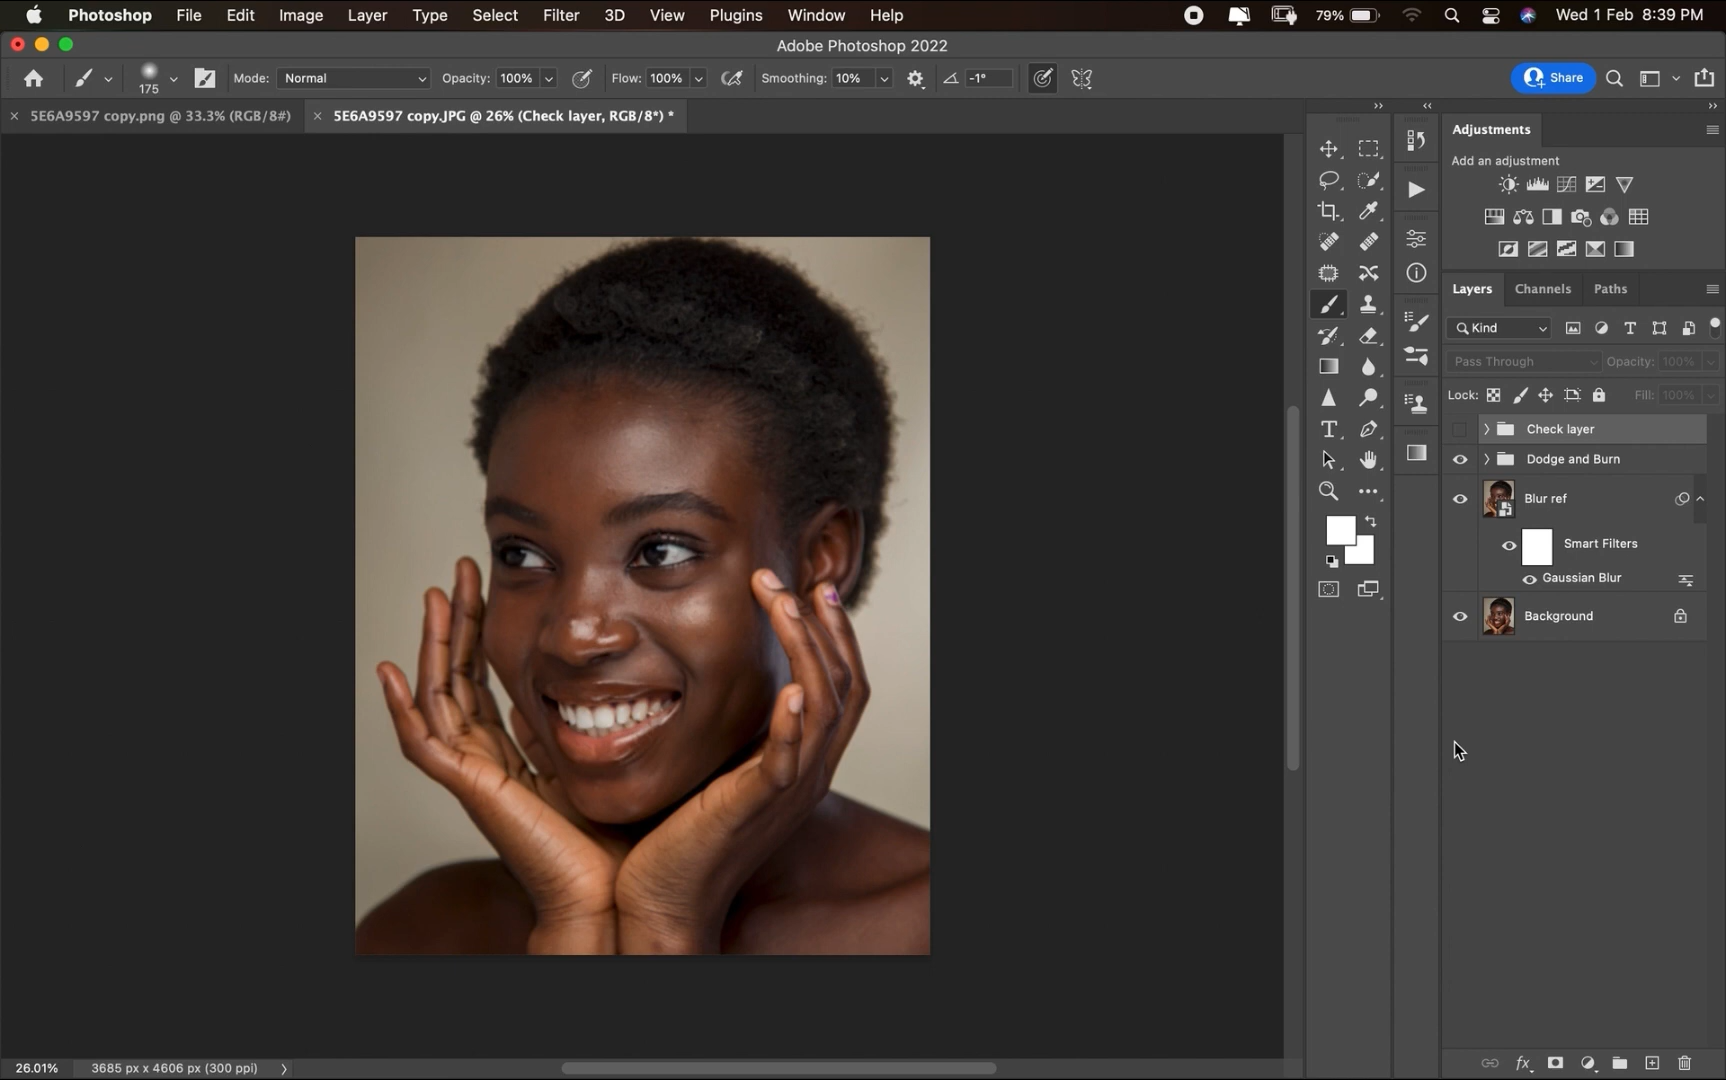 Photoshop File Edit Image Layer Type Select Filter 3D View Plugins Window Help 79% Wed 1 Feb 8:39 PM
Adobe Photoshop 2022
175 Mode: Normal Opacity: 100% Flow: 100% Smoothing: 10% -1° Share
5E6A9597 copy.png @ 33.3% (RGB/8#) 5E6A9597 copy.JPG @ 26% (Check layer, RGB/8*) *
Adjustments
Add an adjustment
Layers Channels Paths
Kind
Pass Through Opacity: 100%
Lock: Fill: 100%
Check layer
Dodge and Burn
Blur ref
Smart Filters
Gaussian Blur
Background
26.01% 3685 px x 4606 px (300 ppi)